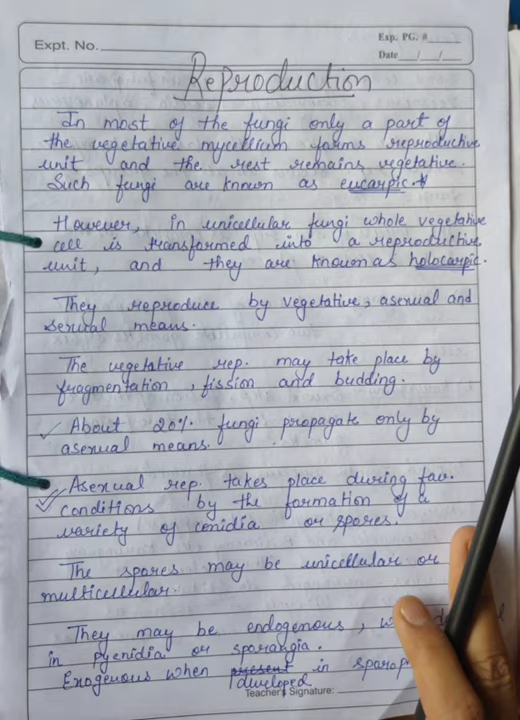 Expt. No.
Exp. PG. #
Date / /
Reproduction
In most of the fungi only a part of
the vegetative mycellium forms reproductive
unit and the rest remains vegetative.
Such fungi are known as eucarpic.
However, in unicellular fungi whole vegetative
cell is transformed into a reproductive
unit, and they are known as holocarpic.
They reproduce by vegetative, asexual and
sexual means.
The vegetative rep. may take place by
fragmentation, fission and budding.
About 20% fungi propagate only by
asexual means.
Asexual rep. takes place during fav.
conditions by the formation of a
variety of conidia or spores.
The spores may be unicellular or
multicellular.
They may be endogenous,
in pycnidia or sporangia.
Exogenous when present in
developed
Teacher's Signature: